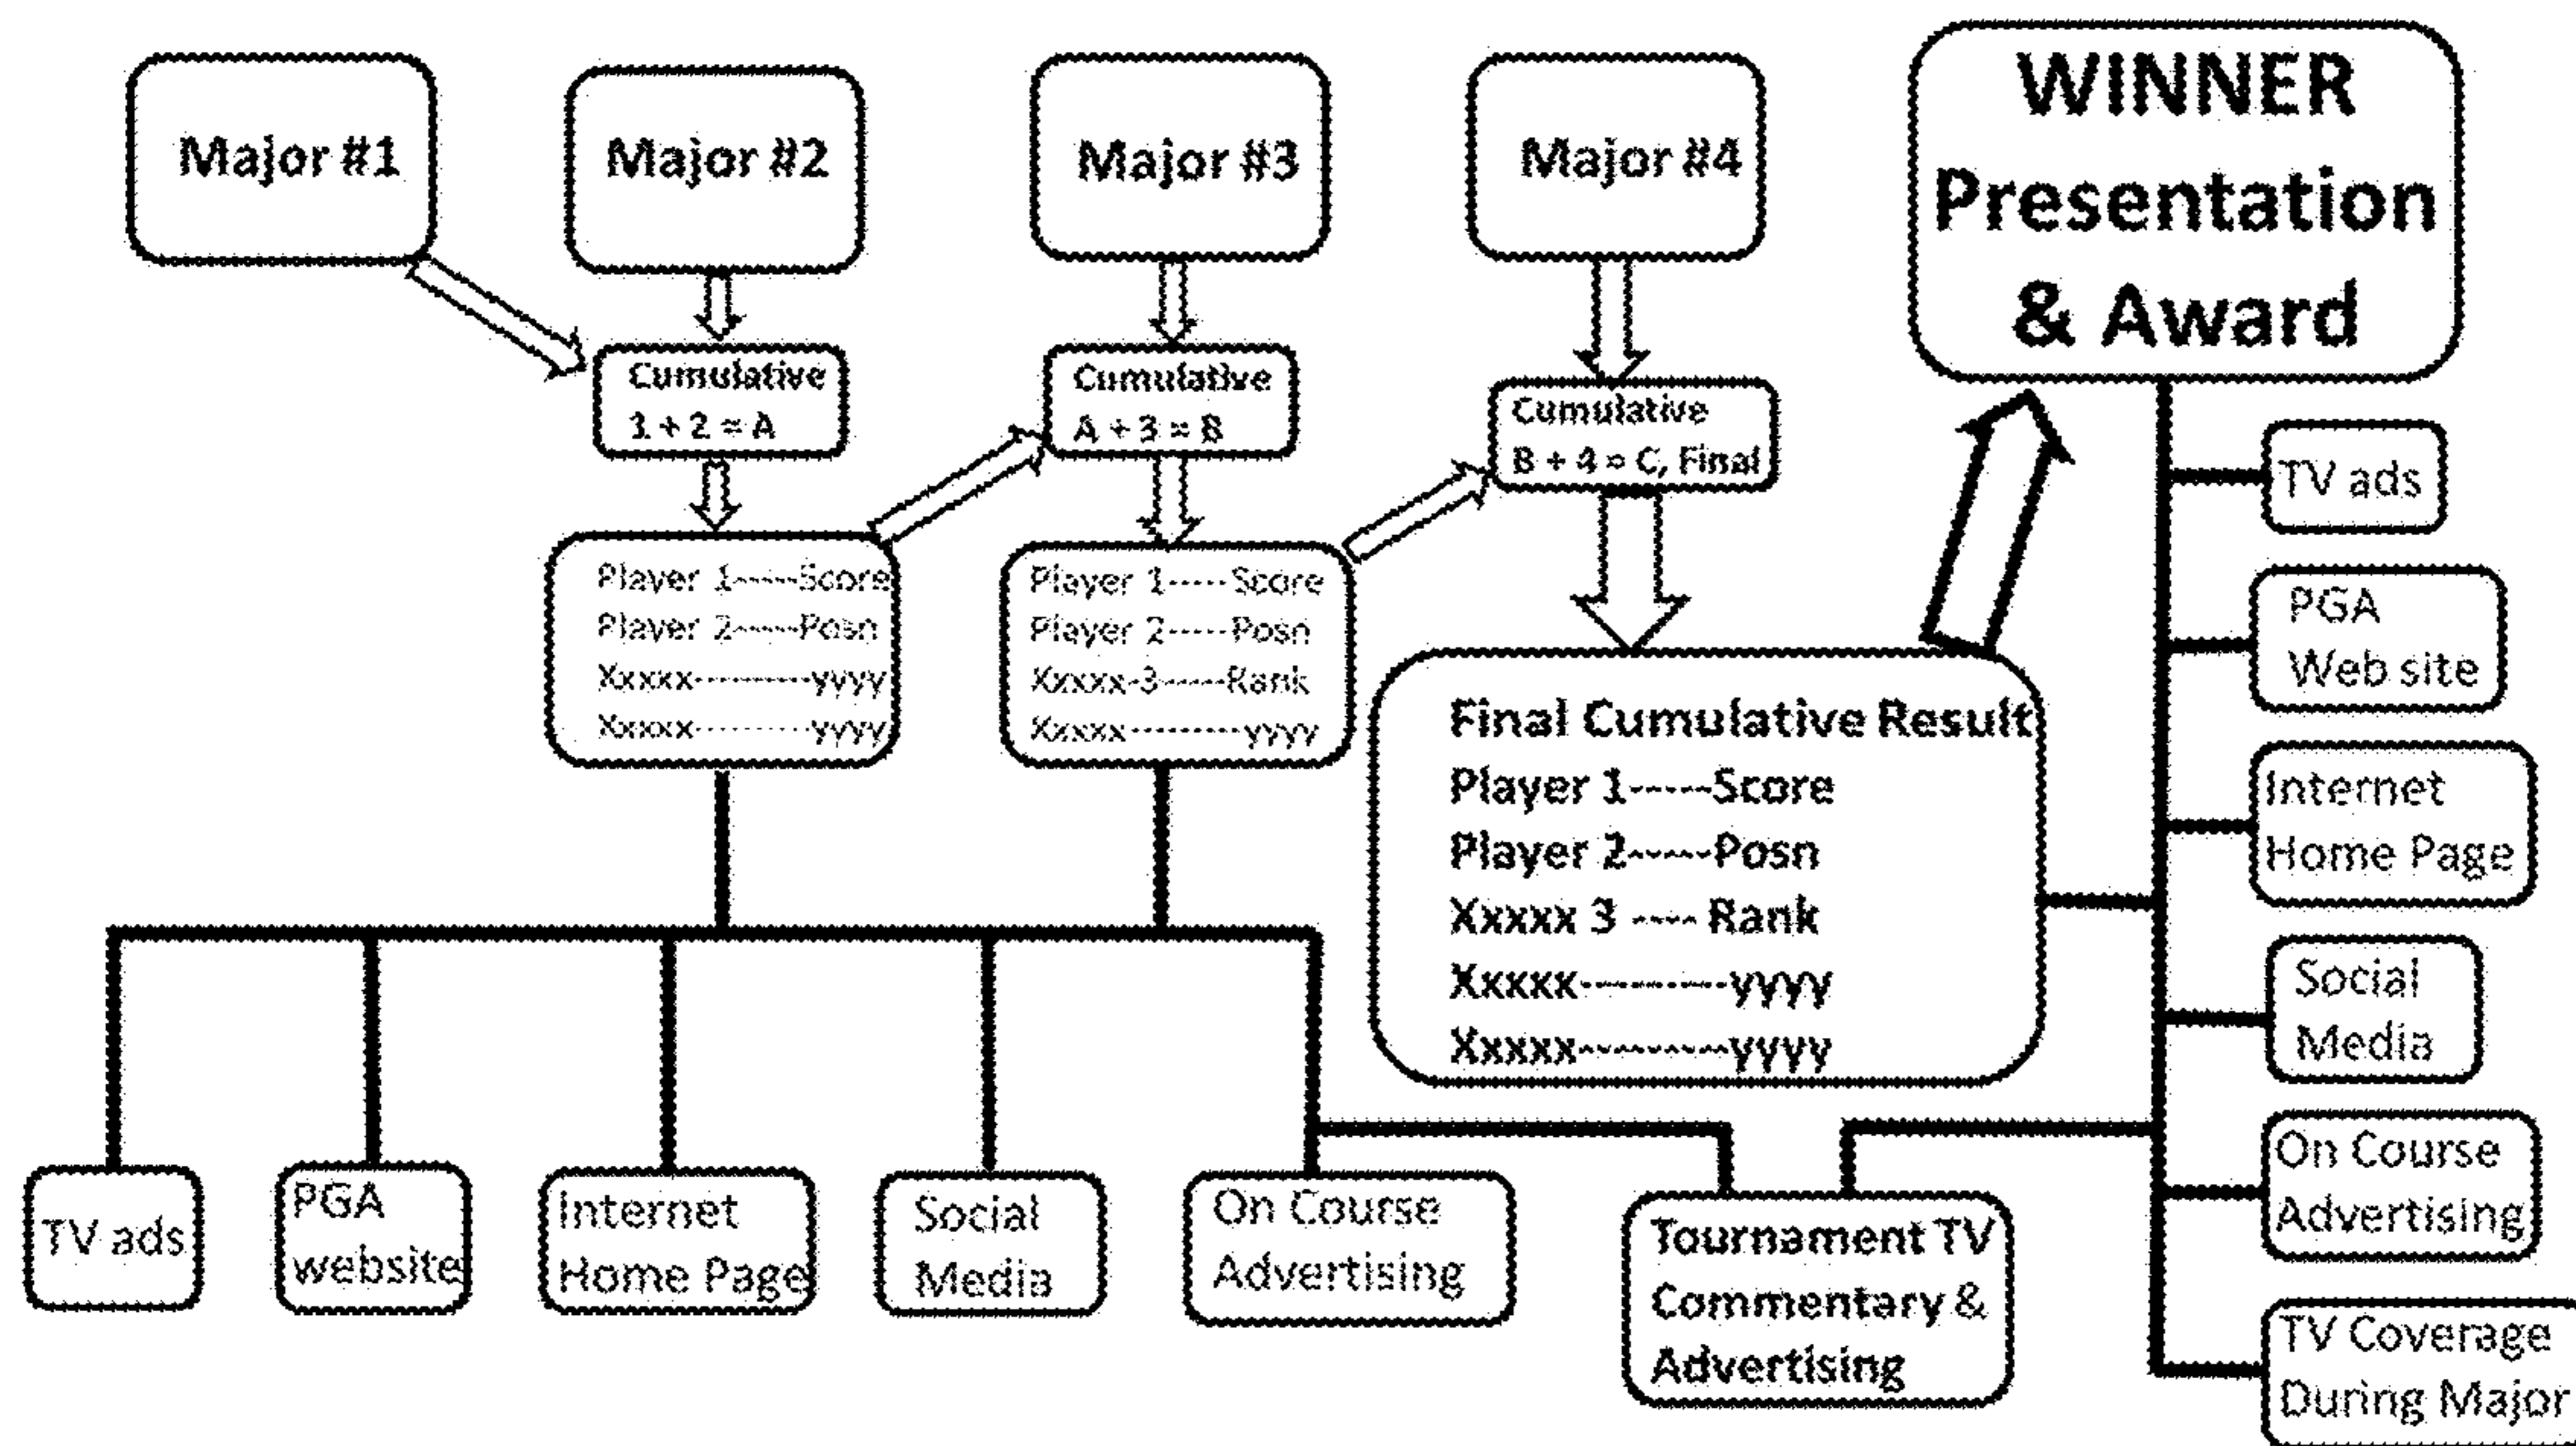 Major #1
Major #2
Major #3
Major #4
WINNER
Presentation
& Award
Cumulative
1 + 2 = A
Cumulative
A + 3 = B
Cumulative
B + 4 = C, Final
Player 1-----Score
Player 2-----Posn
Xxxxx----------yyyy
Xxxxx----------yyyy
Player 1-----Score
Player 2-----Posn
Xxxxx-3-----Rank
Xxxxx----------yyyy
Final Cumulative Result
Player 1-----Score
Player 2-----Posn
Xxxxx 3 ---- Rank
Xxxxx----------yyyy
Xxxxx----------yyyy
TV ads
PGA
Web site
Internet
Home Page
Social
Media
On Course
Advertising
TV Coverage
During Major
TV ads
PGA
website
Internet
Home Page
Social
Media
On Course
Advertising
Tournament TV
Commentary &
Advertising